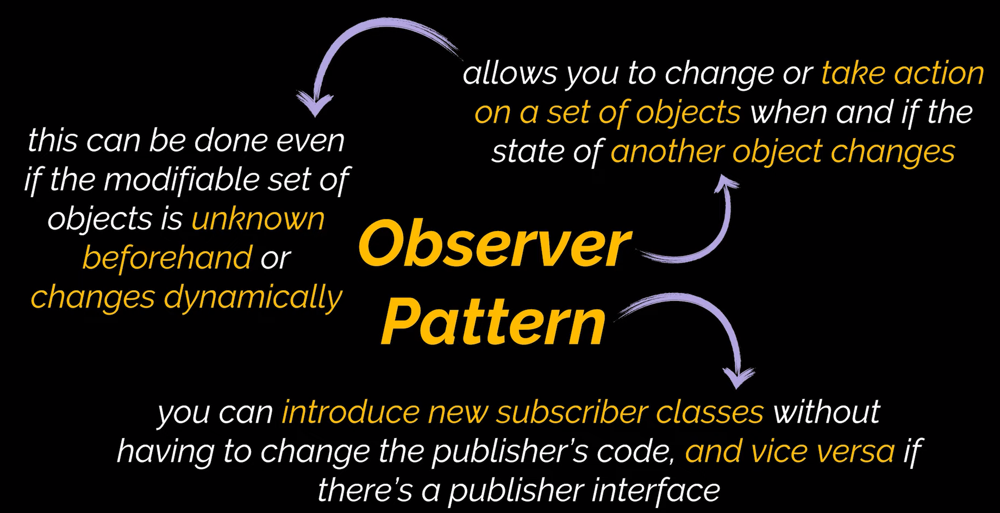 allows you to change or take action
on a set of objects when and if the
state of another object changes
this can be done even
if the modifiable set of
objects is unknown
beforehand or
changes dynamically
Observer
Pattern
you can introduce new subscriber classes without
having to change the publisher’s code, and vice versa if
there’s a publisher interface